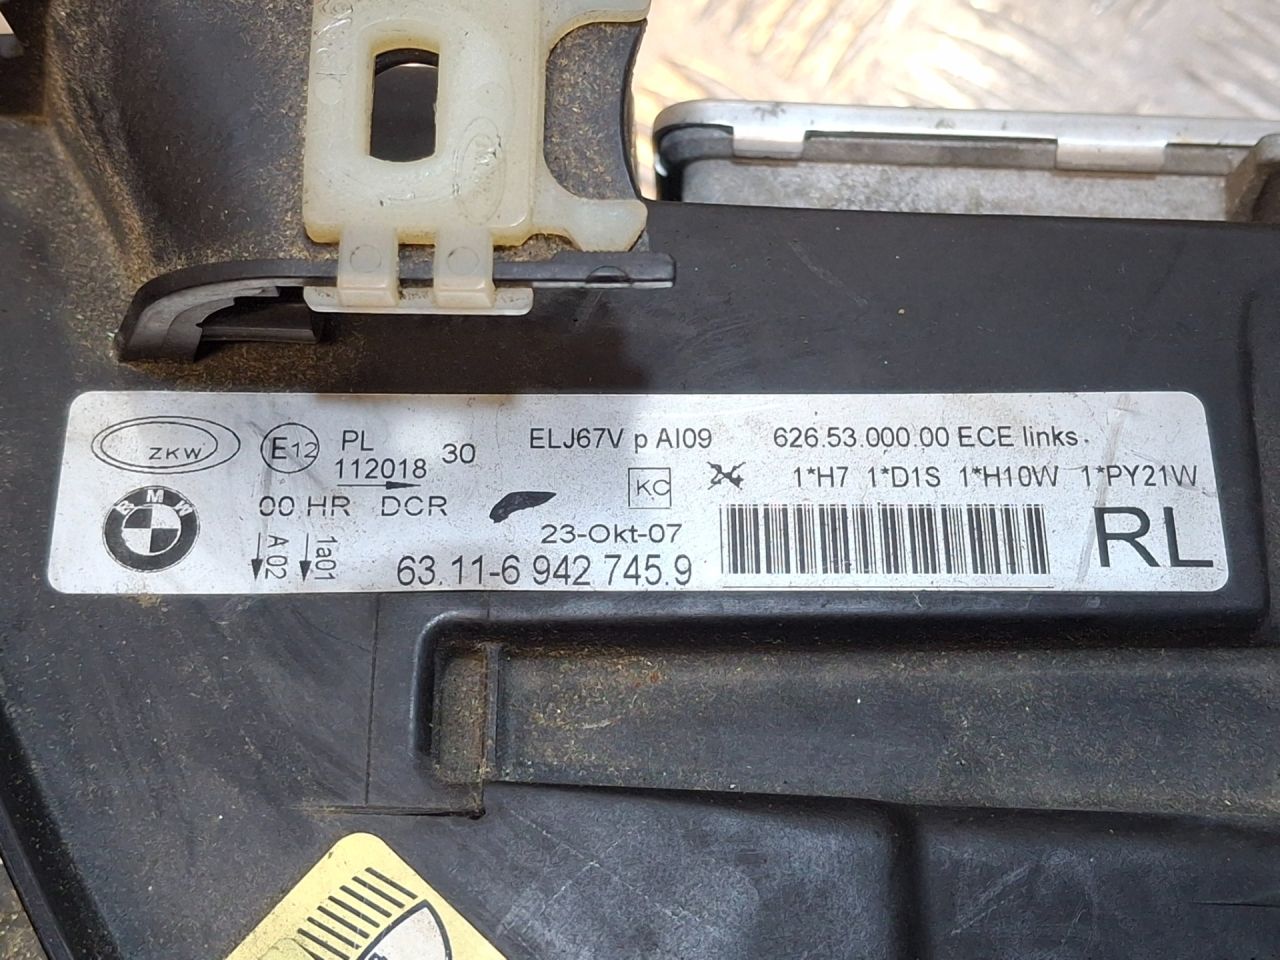 ZKW E12 PL 30 ELJ67V p AI09 626.53.000.00 ECE links.
112018
KC 1*H7 1*D1S 1*H10W 1*PY21W
BMW 00 HR DCR
A 02 1a01 23-Okt-07 RL
63.11-6 942 745.9